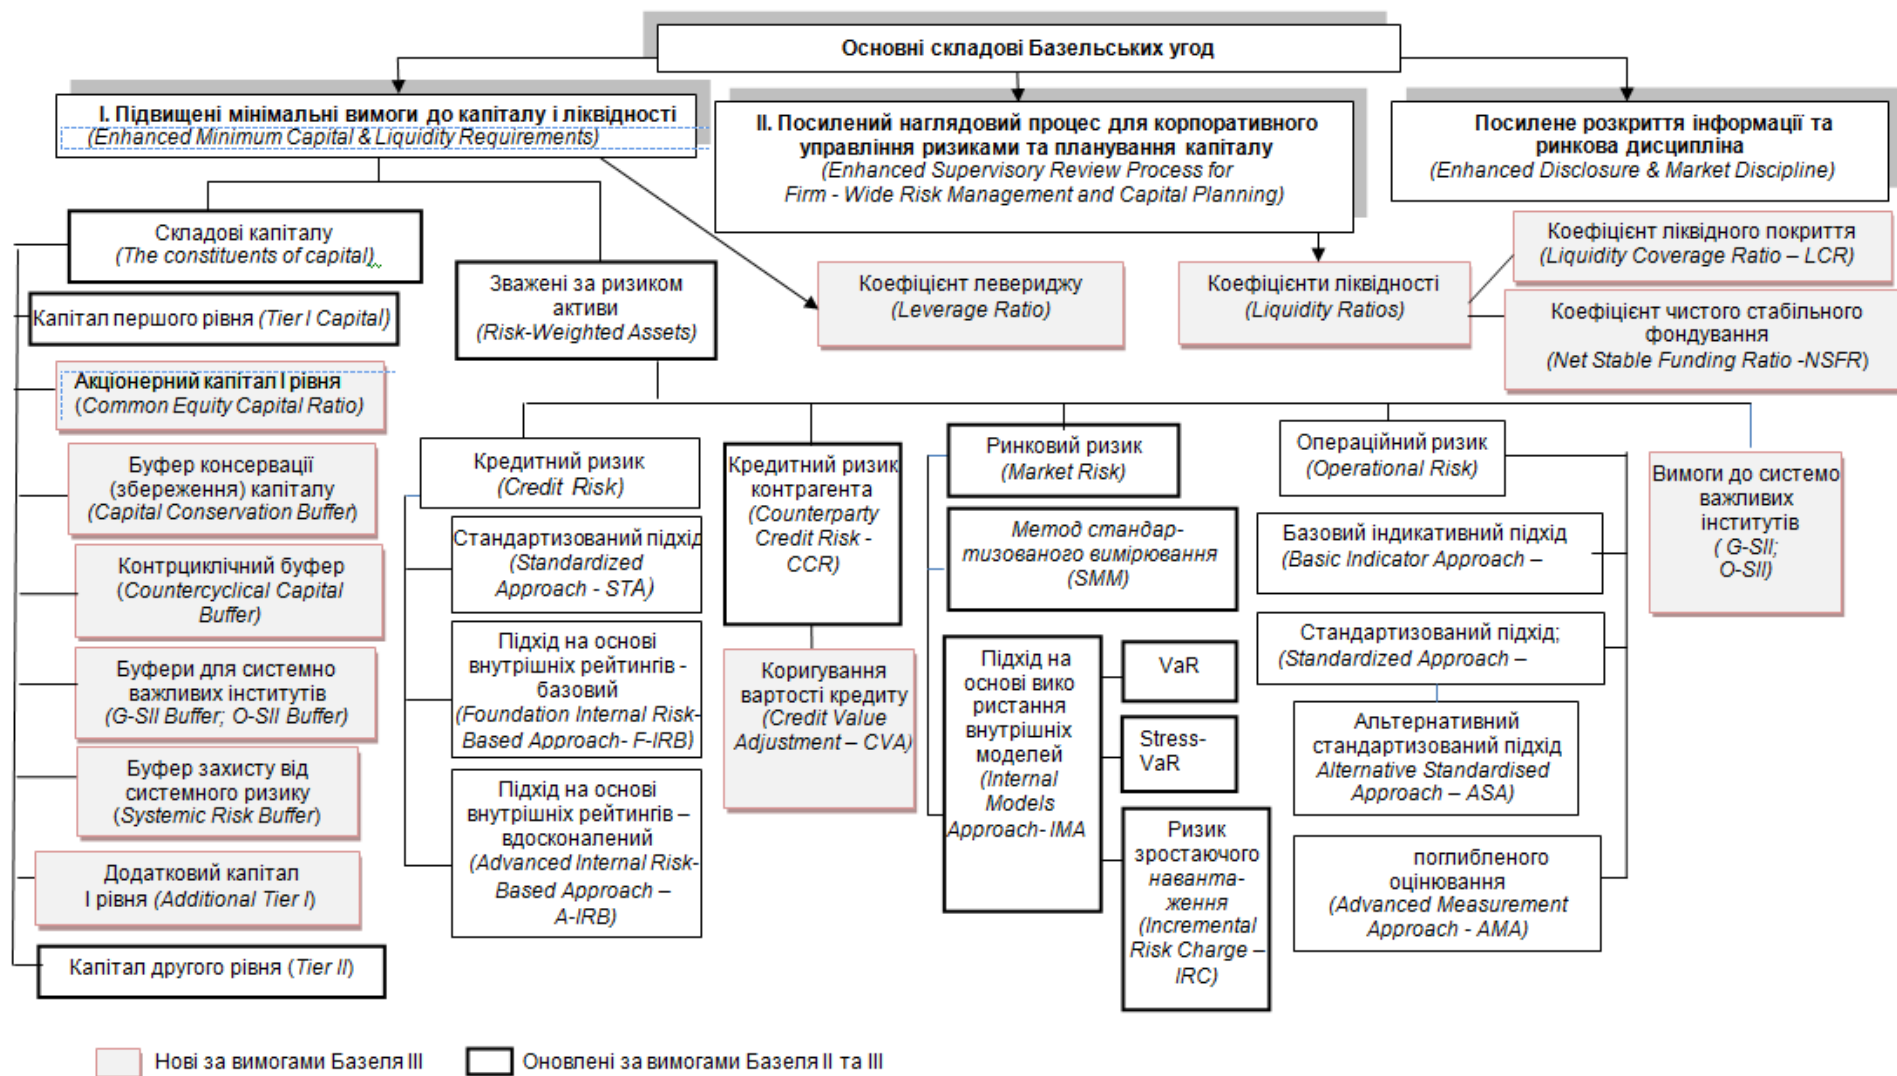 Основні складові Базельських угод
І. Підвищені мінімальні вимоги до капіталу і ліквідності
(Enhanced Minimum Capital & Liquidity Requirements)
ІІ. Посилений наглядовий процес для корпоративного
управління ризиками та планування капіталу
(Enhanced Supervisory Review Process for
Firm - Wide Risk Management and Capital Planning)
Посилене розкриття інформації та
ринкова дисципліна
(Enhanced Disclosure & Market Discipline)
Складові капіталу
(The constituents of capital)
Капітал першого рівня (Tier I Capital)
Акціонерний капітал І рівня
(Common Equity Capital Ratio)
Буфер консервації
(збереження) капіталу
(Capital Conservation Buffer)
Контрциклічний буфер
(Countercyclical Capital
Buffer)
Буфери для системно
важливих інститутів
(G-SII Buffer; O-SII Buffer)
Буфер захисту від
системного ризику
(Systemic Risk Buffer)
Додатковий капітал
І рівня (Additional Tier I)
Капітал другого рівня (Tier II)
Зважені за ризиком
активи
(Risk-Weighted Assets)
Коефіцієнт левериджу
(Leverage Ratio)
Коефіцієнти ліквідності
(Liquidity Ratios)
Коефіцієнт ліквідного покриття
(Liquidity Coverage Ratio – LCR)
Коефіцієнт чистого стабільного
фондування
(Net Stable Funding Ratio -NSFR)
Кредитний ризик
(Credit Risk)
Стандартизований підхід
(Standardized
Approach - STA)
Підхід на основі
внутрішніх рейтингів -
базовий
(Foundation Internal Risk-
Based Approach- F-IRB)
Підхід на основі
внутрішніх рейтингів –
вдосконалений
(Advanced Internal Risk-
Based Approach –
A-IRB)
Кредитний ризик
контрагента
(Counterparty
Credit Risk -
CCR)
Коригування
вартості кредиту
(Credit Value
Adjustment – CVA)
Ринковий ризик
(Market Risk)
Метод стандар-
тизованого вимірювання
(SMM)
Підхід на
основі вико
ристання
внутрішніх
моделей
(Internal
Models
Approach- IMA
VaR
Stress-
VaR
Ризик
зростаючого
наванта-
ження
(Incremental
Risk Charge –
IRC)
Операційний ризик
(Operational Risk)
Базовий індикативний підхід
(Basic Indicator Approach –
Стандартизований підхід;
(Standardized Approach –
Альтернативний
стандартизований підхід
Alternative Standardised
Approach – ASA)
поглибленого
оцінювання
(Advanced Measurement
Approach - AMA)
Вимоги до системо
важливих
інститутів
( G-SII;
O-SII)
Нові за вимогами Базеля ІІІ
Оновлені за вимогами Базеля ІІ та ІІІ